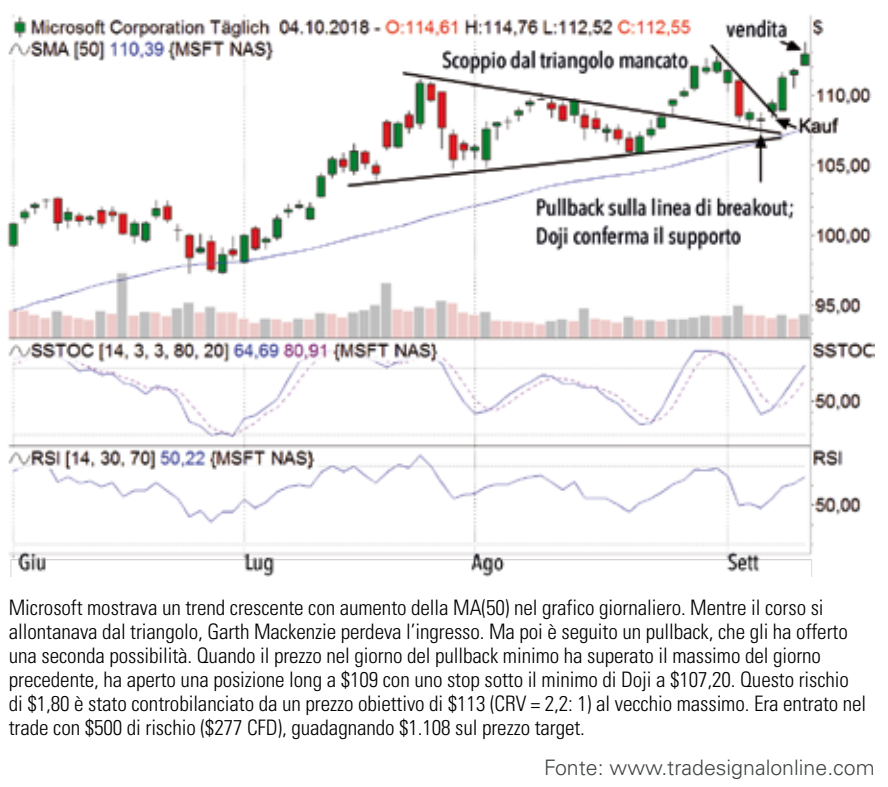 Microsoft Corporation Täglich 04.10.2018 - O:114,61 H:114,76 L:112,52 C:112,55
vendita
$
SMA [50] 110,39 {MSFT NAS}
Scoppio dal triangolo mancato
110,00
Kauf
105,00
Pullback sulla linea di breakout;
Doji conferma il supporto
100,00
95,00
SSTOC [14, 3, 3, 80, 20] 64,69 80,91 {MSFT NAS}
SSTOC
50,00
RSI [14, 30, 70] 50,22 {MSFT NAS}
RSI
50,00
Giu Lug Ago Sett
Microsoft mostrava un trend crescente con aumento della MA(50) nel grafico giornaliero. Mentre il corso si
allontanava dal triangolo, Garth Mackenzie perdeva l'ingresso. Ma poi è seguito un pullback, che gli ha offerto
una seconda possibilità. Quando il prezzo nel giorno del pullback minimo ha superato il massimo del giorno
precedente, ha aperto una posizione long a $109 con uno stop sotto il minimo di Doji a $107,20. Questo rischio
di $1,80 è stato controbilanciato da un prezzo obiettivo di $113 (CRV = 2,2: 1) al vecchio massimo. Era entrato nel
trade con $500 di rischio ($277 CFD), guadagnando $1.108 sul prezzo target.
Fonte: www.tradesignalonline.com